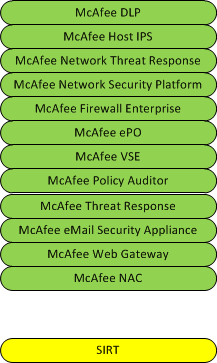 McAfee DLP
McAfee Host IPS
McAfee Network Threat Response
McAfee Network Security Platform
McAfee Firewall Enterprise
McAfee ePO
McAfee VSE
McAfee Policy Auditor
McAfee Threat Response
McAfee eMail Security Appliance
McAfee Web Gateway
McAfee NAC
SIRT